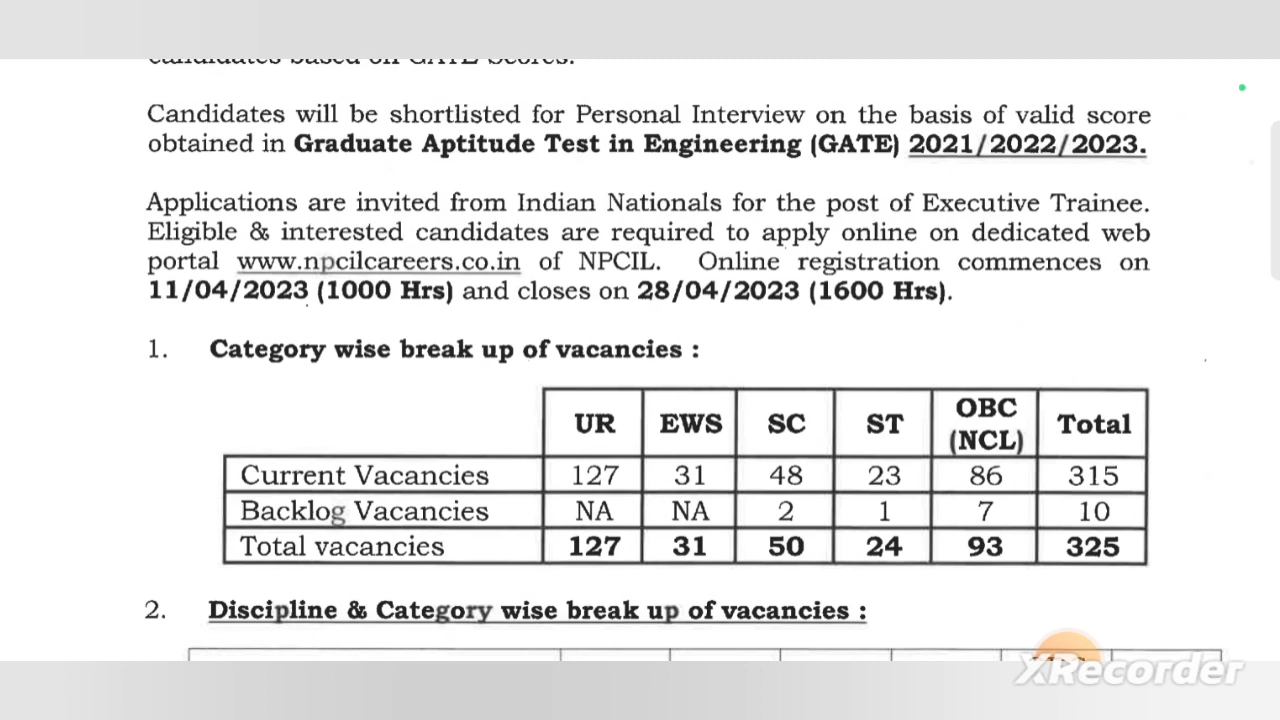 candidates based on GATE Scores.
Candidates will be shortlisted for Personal Interview on the basis of valid score
obtained in Graduate Aptitude Test in Engineering (GATE) 2021/2022/2023.
Applications are invited from Indian Nationals for the post of Executive Trainee.
Eligible & interested candidates are required to apply online on dedicated web
portal www.npcilcareers.co.in of NPCIL. Online registration commences on
11/04/2023 (1000 Hrs) and closes on 28/04/2023 (1600 Hrs).
1. Category wise break up of vacancies :
UR EWS SC ST OBC (NCL) Total
Current Vacancies 127 31 48 23 86 315
Backlog Vacancies NA NA 2 1 7 10
Total vacancies 127 31 50 24 93 325
2. Discipline & Category wise break up of vacancies :
XRecorder